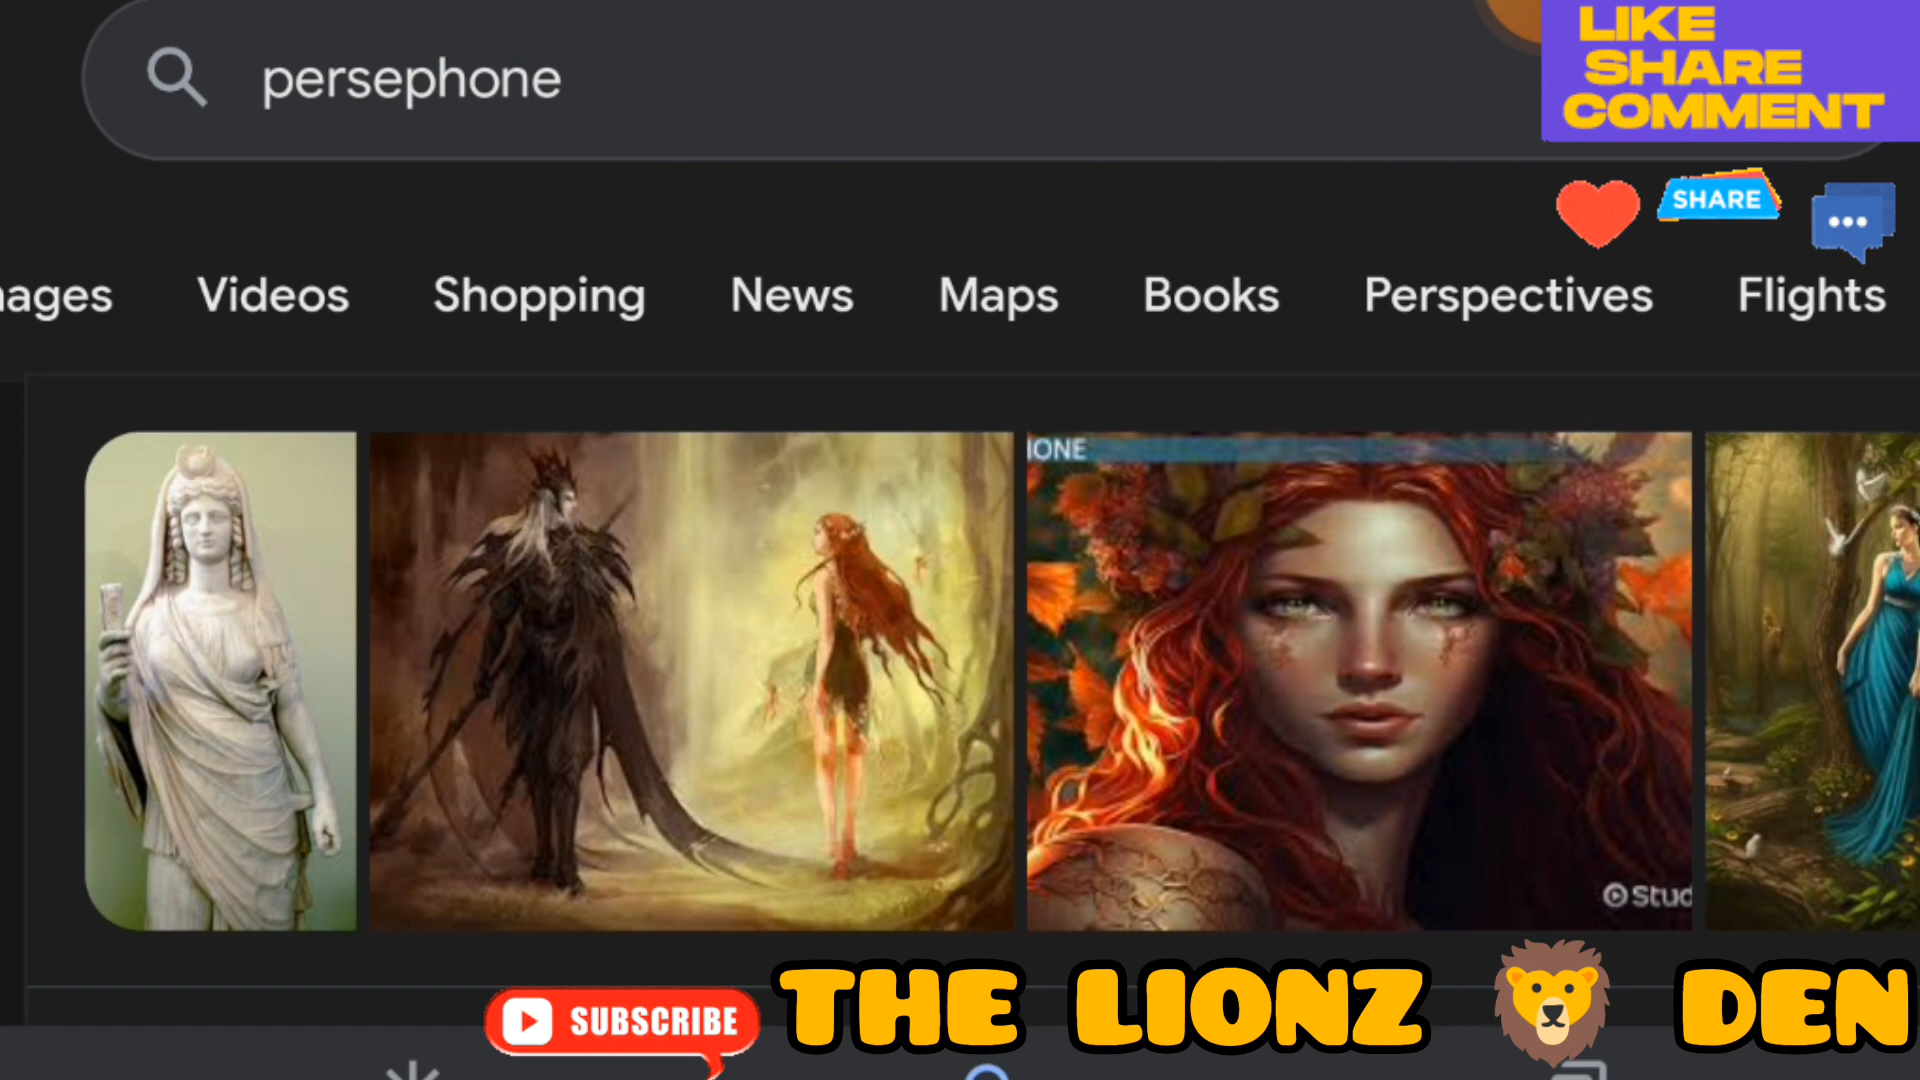 persephone
LIKE
SHARE
COMMENT
SHARE
ages Videos Shopping News Maps Books Perspectives Flights
IONE
Stud
SUBSCRIBE
THE LIONZ DEN